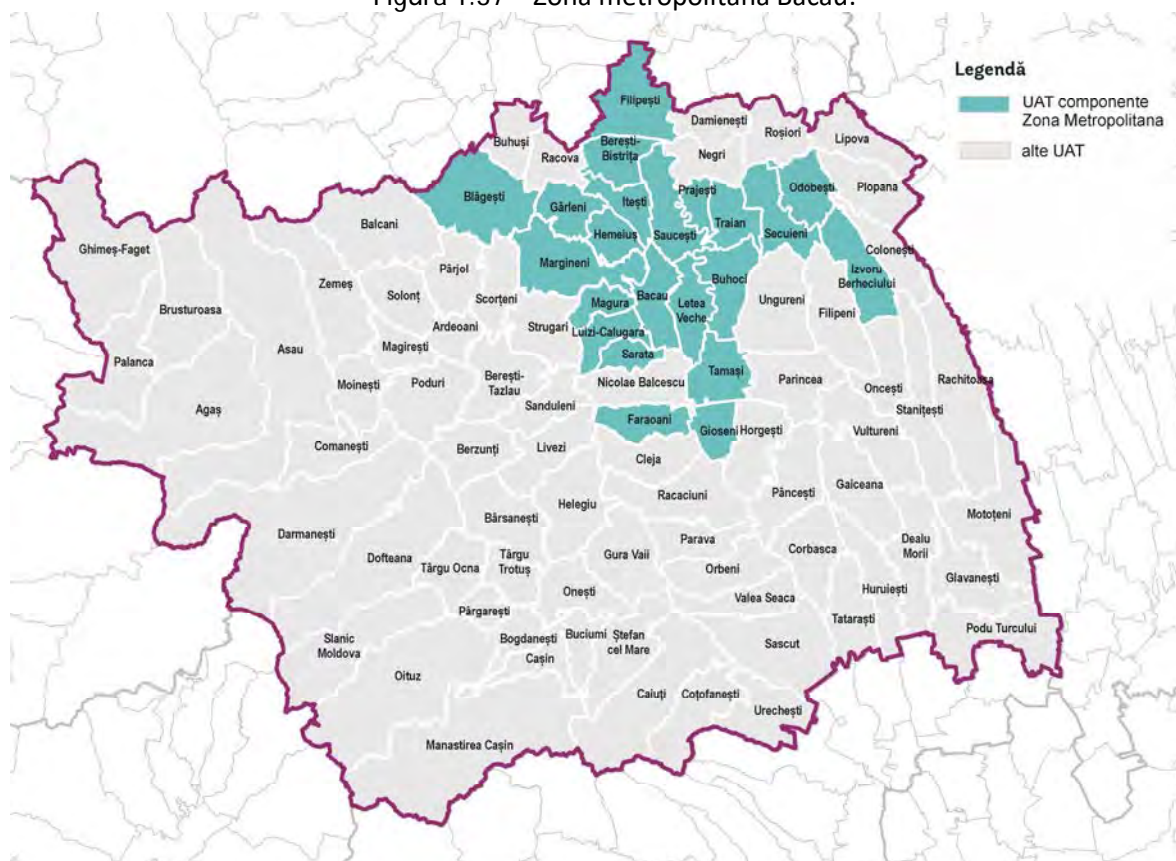 Figura 1.37 – Zona metropolitană Bacău.
Legendă
UAT componente
Zona Metropolitana
alte UAT
Filipești
Damienești
Roșiori
Lipova
Buhuși
Racova
Berești-
Bistrița
Negri
Plopana
Blăgești
Gârleni
Itești
Prajești
Odobești
Traian
Balcani
Hemeiuș
Saucești
Secuieni
Colonești
Ghimeș-Faget
Margineni
Izvoru
Berheciului
Pârjol
Zemeș
Solonț
Scorțeni
Buhoci
Bacau
Letea
Veche
Ungureni
Filipeni
Brusturoasa
Magura
Strugari
Ardeoani
Luizi-Calugara
Asau
Magirești
Sarata
Palanca
Tamași
Moinești
Poduri
Berești-
Tazlau
Nicolae Balcescu
Parincea
Oncești
Rachitoasa
Agaș
Sanduleni
Stanițești
Faraoani
Gioseni
Horgești
Vultureni
Comanești
Berzunți
Livezi
Cleja
Racaciuni
Pâncești
Gaiceana
Helegiu
Motoțeni
Bârsanești
Darmanești
Parava
Corbasca
Dealu
Morii
Dofteana
Târgu Ocna
Târgu
Trotuș
Gura Vaii
Orbeni
Glavanești
Onești
Valea Seaca
Huruiești
Pârgarești
Tatarăști
Podu Turcului
Slanic
Moldova
Bogdanești
Buciumi
Ștefan
cel Mare
Sascut
Cașin
Oituz
Caiuți
Coțofanești
Urechești
Manastirea Cașin